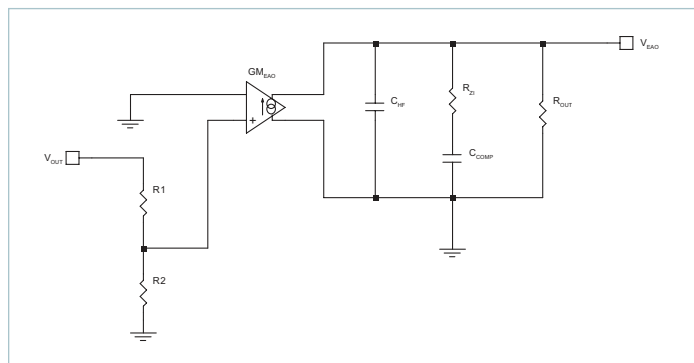 GM_EAO
V_EAO
C_HF
R_ZI
R_OUT
+
C_COMP
V_OUT
R1
R2